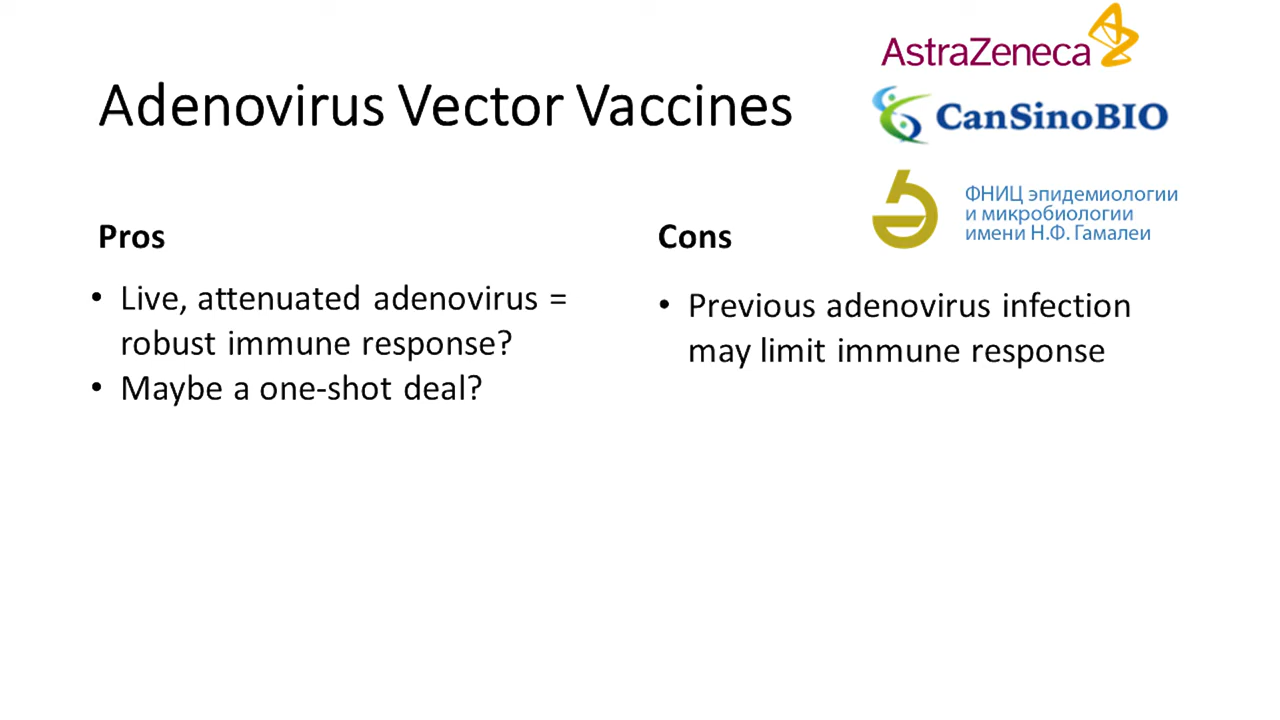 AstraZeneca
Adenovirus Vector Vaccines
CanSinoBIO
ФНИЦ эпидемиологии
и микробиологии
имени Н.Ф. Гамалеи
Pros
• Live, attenuated adenovirus =
robust immune response?
• Maybe a one-shot deal?
Cons
• Previous adenovirus infection
may limit immune response